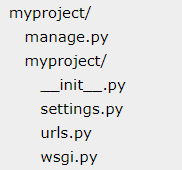 myproject/
manage.py
myproject/
__init__.py
settings.py
urls.py
wsgi.py